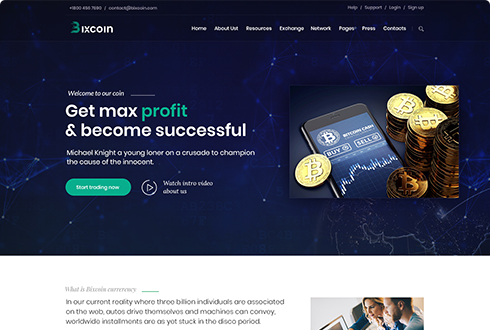 +1630 456 7890 / contact@bixcoin.com
Help / Support / Login / Sign up
Bixcoin
Home About Ust Resources Exchange Network Pages Press Contacts
Welcome to our coin
Get max profit
& become successful
Michael Knight a young loner on a crusade to champion
the cause of the innocent.
Start trading now
Watch intro video
about us
BITCOIN CASH
BUY SELL
What is Bixcoin currerency
In our current reality where three billion individuals are associated
on the web, autos drive themselves and machines can convey,
worldwide installments are as yet stuck in the disco period.